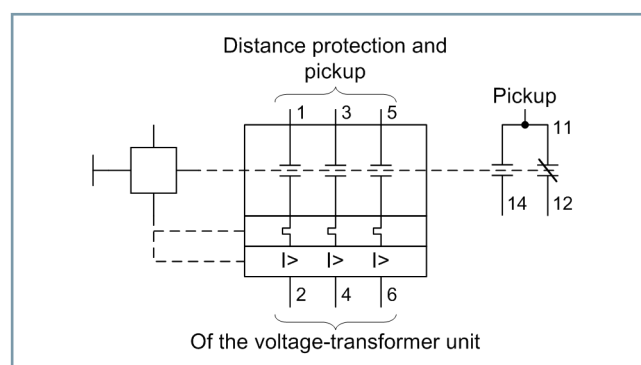 Distance protection and
pickup
1 3 5
Pickup
11
14 12
I> I> I>
2 4 6
Of the voltage-transformer unit